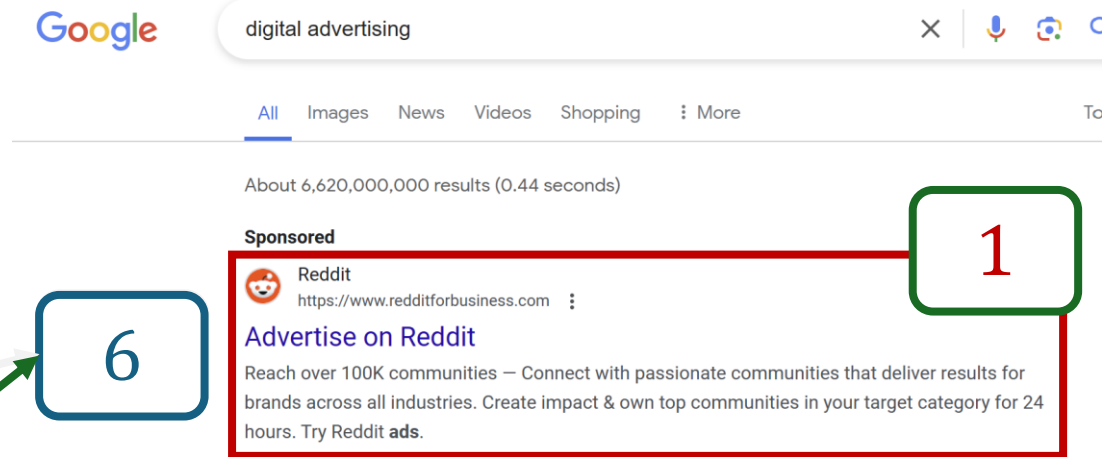 Google
digital advertising
All Images News Videos Shopping More
About 6,620,000,000 results (0.44 seconds)
1
Sponsored
Reddit
https://www.redditforbusiness.com
6
Advertise on Reddit
Reach over 100K communities — Connect with passionate communities that deliver results for
brands across all industries. Create impact & own top communities in your target category for 24
hours. Try Reddit ads.